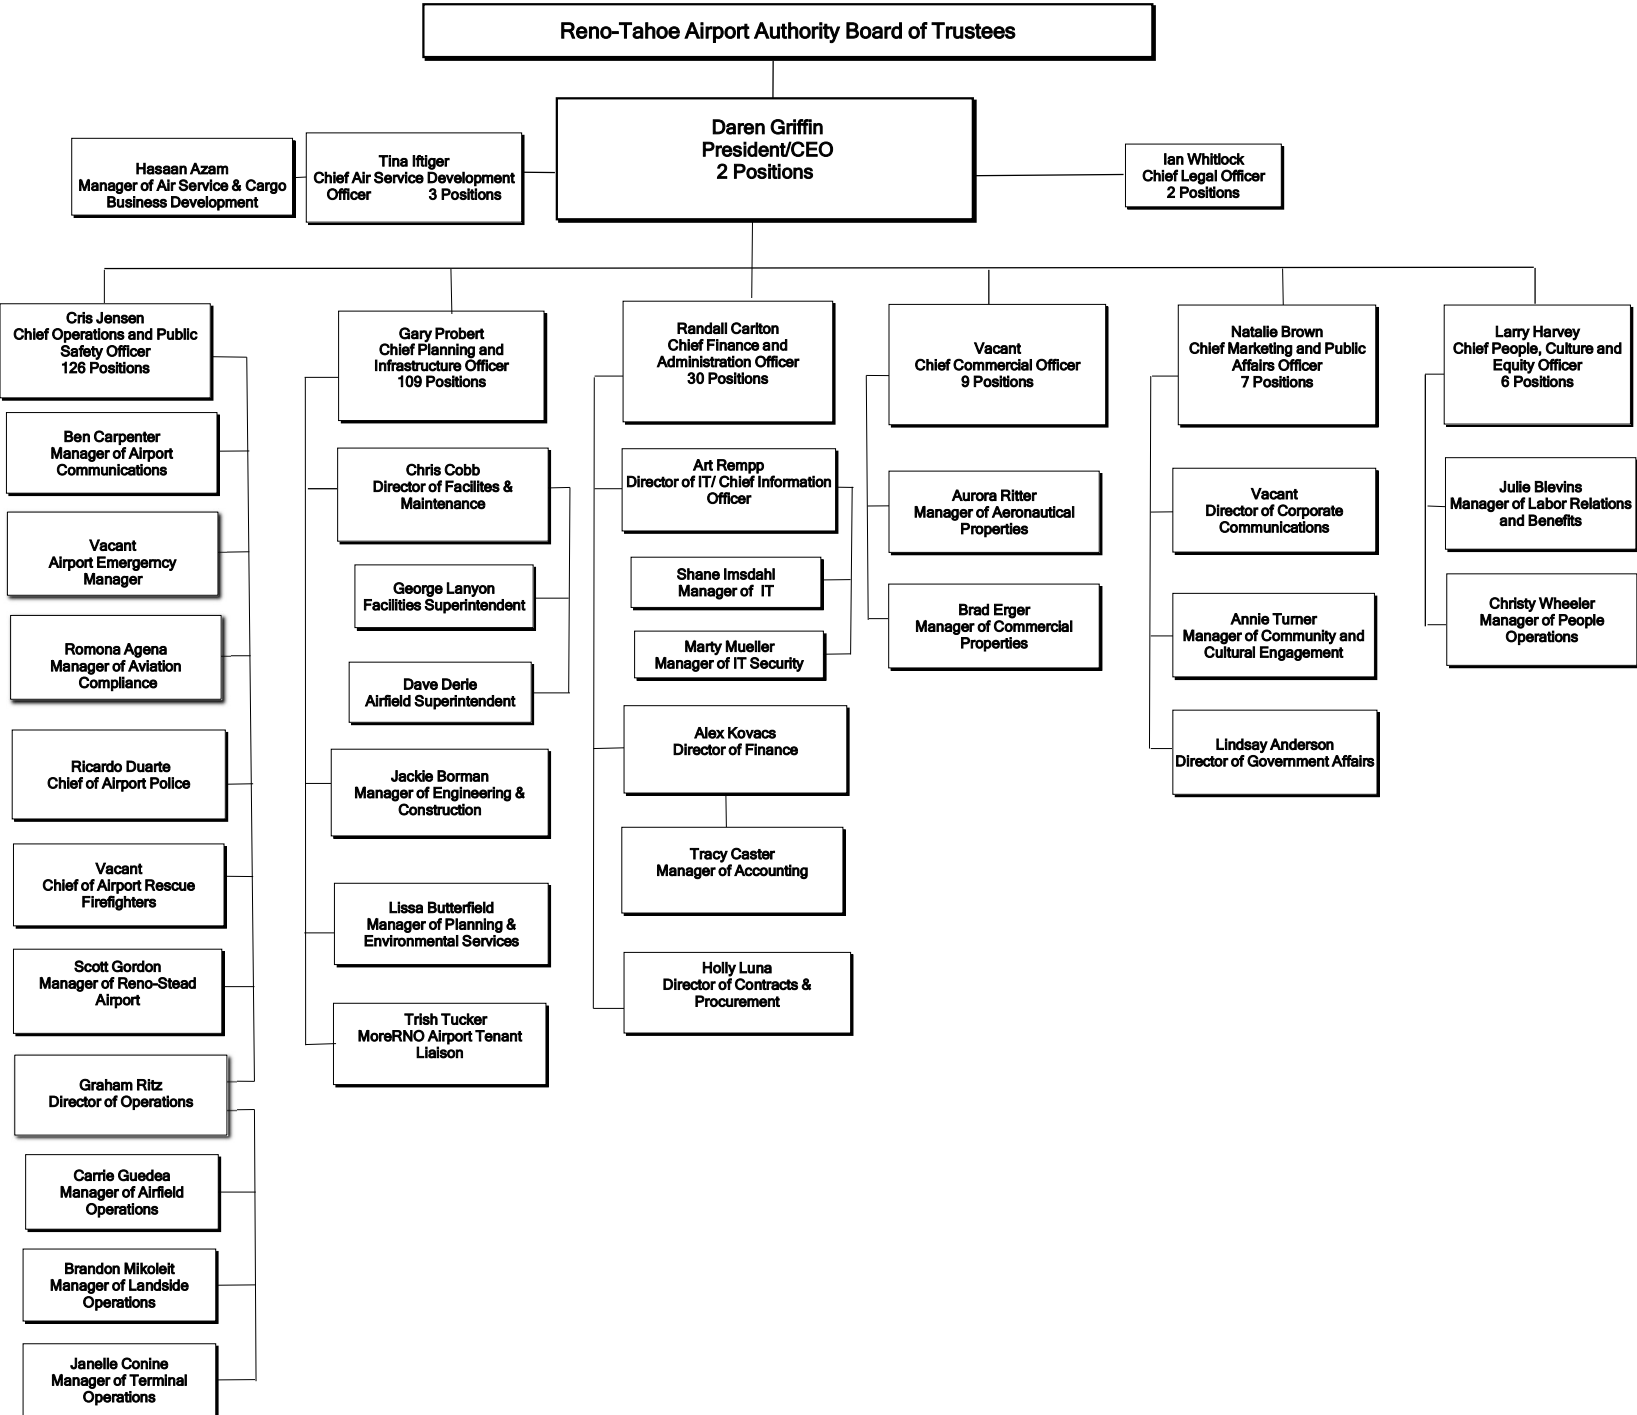 Reno-Tahoe Airport Authority Board of Trustees
Daren Griffin
President/CEO
2 Positions
Hasaan Azam
Manager of Air Service & Cargo
Business Development
Tina Iftiger
Chief Air Service Development
Officer 3 Positions
Ian Whitlock
Chief Legal Officer
2 Positions
Cris Jensen
Chief Operations and Public
Safety Officer
126 Positions
Ben Carpenter
Manager of Airport
Communications
Vacant
Airport Emergerncy
Manager
Romona Agena
Manager of Aviation
Compliance
Ricardo Duarte
Chief of Airport Police
Vacant
Chief of Airport Rescue
Firefighters
Scott Gordon
Manager of Reno-Stead
Airport
Graham Ritz
Director of Operations
Carrie Guedea
Manager of Airfield
Operations
Brandon Mikoleit
Manager of Landside
Operations
Janelle Conine
Manager of Terminal
Operations
Gary Probert
Chief Planning and
Infrastructure Officer
109 Positions
Chris Cobb
Director of Facilites &
Maintenance
George Lanyon
Facilities Superintendent
Dave Derie
Airfield Superintendent
Jackie Borman
Manager of Engineering &
Construction
Lissa Butterfield
Manager of Planning &
Environmental Services
Trish Tucker
MoreRNO Airport Tenant
Liaison
Randall Carlton
Chief Finance and
Administration Officer
30 Positions
Art Rempp
Director of IT/ Chief Information
Officer
Shane Imsdahl
Manager of IT
Marty Mueller
Manager of IT Security
Alex Kovacs
Director of Finance
Tracy Caster
Manager of Accounting
Holly Luna
Director of Contracts &
Procurement
Vacant
Chief Commercial Officer
9 Positions
Aurora Ritter
Manager of Aeronautical
Properties
Brad Erger
Manager of Commercial
Properties
Natalie Brown
Chief Marketing and Public
Affairs Officer
7 Positions
Vacant
Director of Corporate
Communications
Annie Turner
Manager of Community and
Cultural Engagement
Lindsay Anderson
Director of Government Affairs
Larry Harvey
Chief People, Culture and
Equity Officer
6 Positions
Julie Blevins
Manager of Labor Relations
and Benefits
Christy Wheeler
Manager of People
Operations